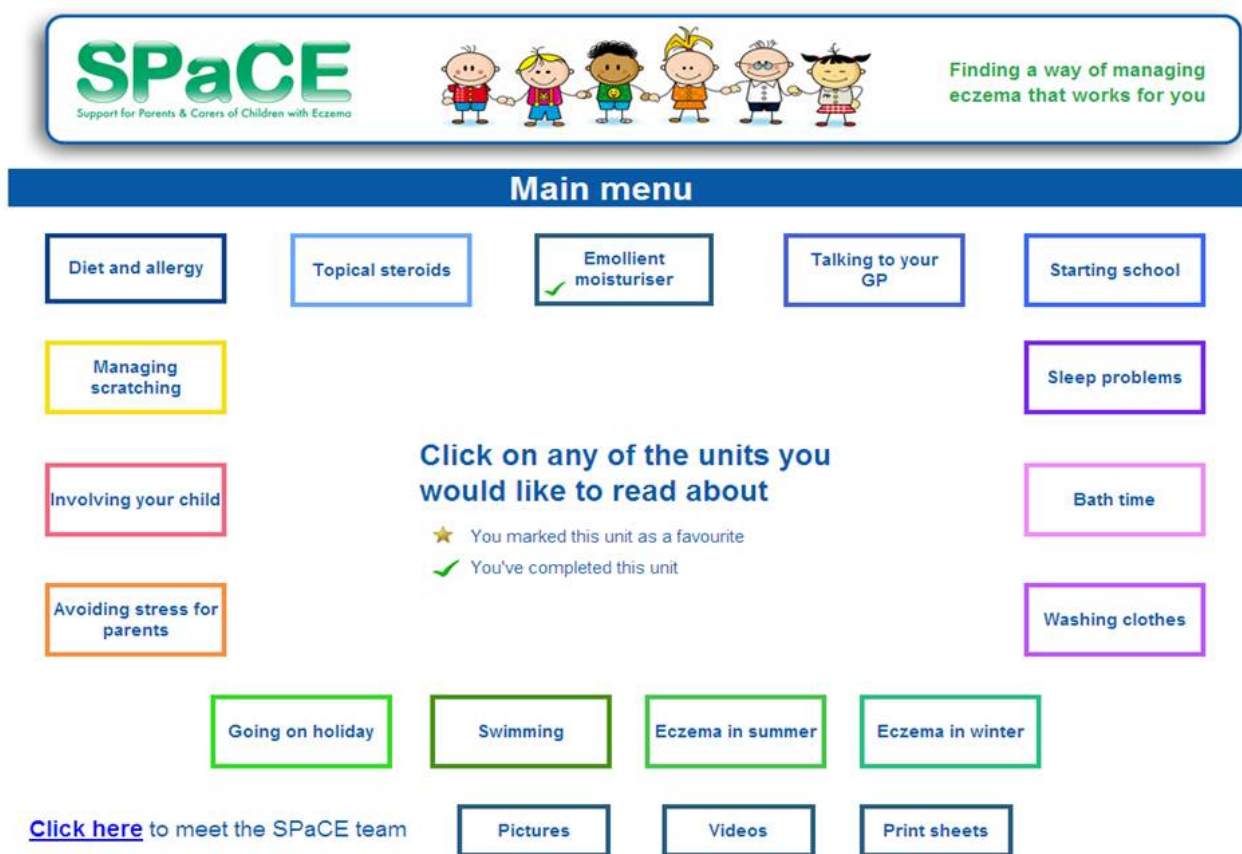 SPaCE
Support for Parents & Carers of Children with Eczema
Finding a way of managing
eczema that works for you
Main menu
Diet and allergy
Topical steroids
Emollient
moisturiser
Talking to your
GP
Starting school
Managing
scratching
Sleep problems
Click on any of the units you
would like to read about
You marked this unit as a favourite
You've completed this unit
Involving your child
Bath time
Avoiding stress for
parents
Washing clothes
Going on holiday
Swimming
Eczema in summer
Eczema in winter
Click here to meet the SPaCE team
Pictures
Videos
Print sheets